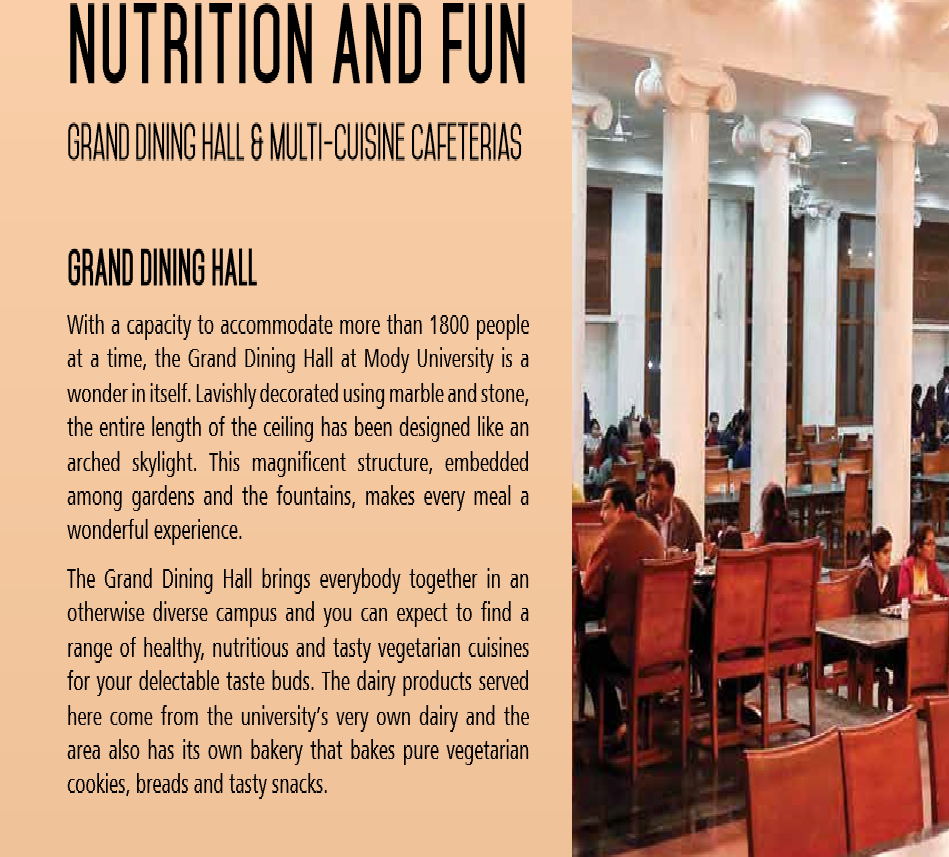 NUTRITION AND FUN
GRAND DINING HALL & MULTI-CUISINE CAFETERIAS
GRAND DINING HALL
With a capacity to accommodate more than 1800 people
at a time, the Grand Dining Hall at Mody University is a
wonder in itself. Lavishly decorated using marble and stone,
the entire length of the ceiling has been designed like an
arched skylight. This magnificent structure, embedded
among gardens and the fountains, makes every meal a
wonderful experience.
The Grand Dining Hall brings everybody together in an
otherwise diverse campus and you can expect to find a
range of healthy, nutritious and tasty vegetarian cuisines
for your delectable taste buds. The dairy products served
here come from the university's very own dairy and the
area also has its own bakery that bakes pure vegetarian
cookies, breads and tasty snacks.